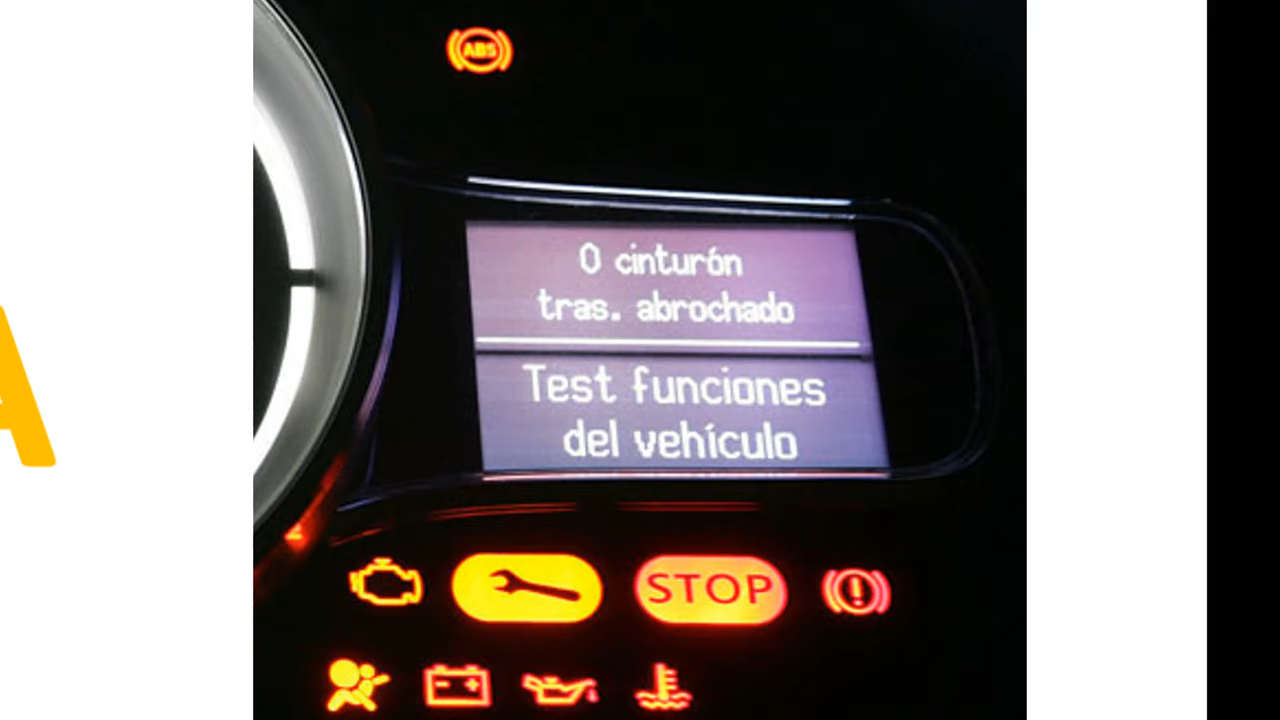 A
ABS
0 cinturón
tras. abrochado
Test funciones
del vehículo
STOP